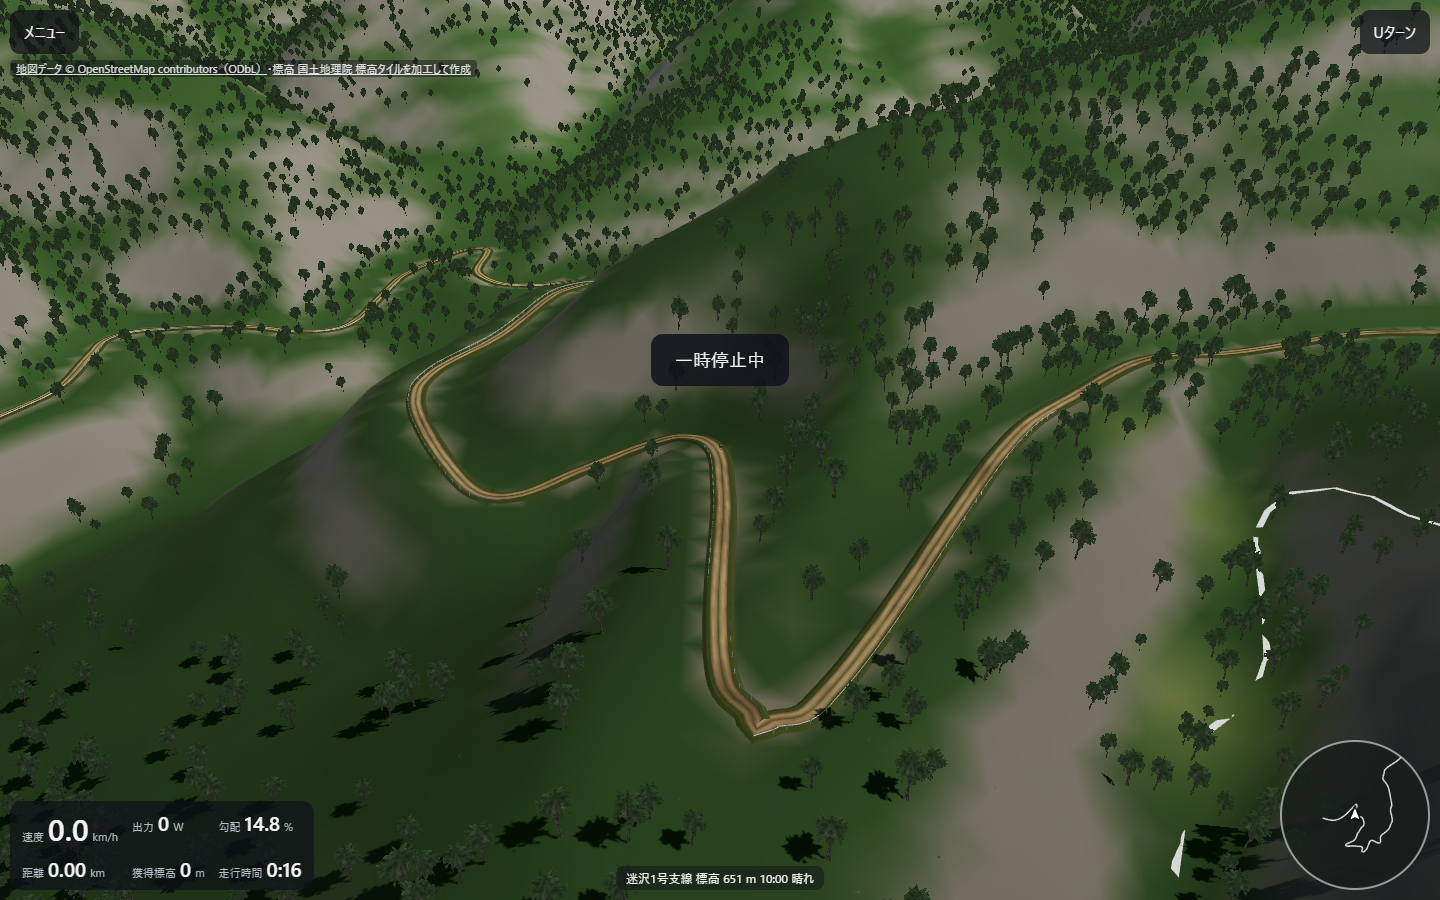 メニュー
Uターン
地図データ © OpenStreetMap contributors（ODbL）・標高 国土地理院 標高タイルを加工して作成
一時停止中
速度 0.0 km/h 出力 0 W 勾配 14.8 %
距離 0.00 km 獲得標高 0 m 走行時間 0:16
迷沢1号支線 標高 651 m 10:00 晴れ